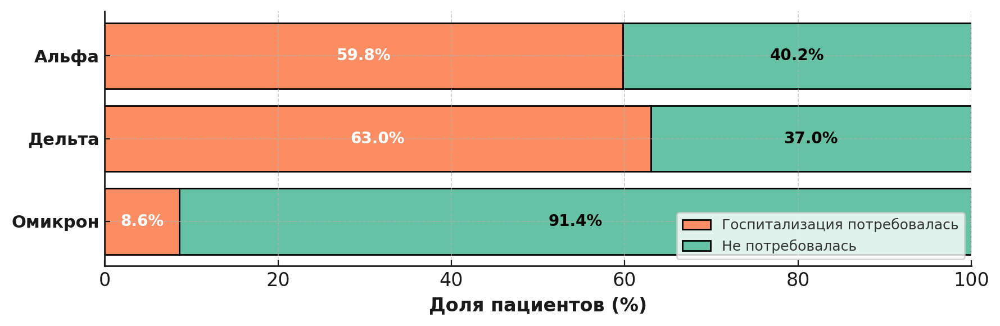 Альфа
59.8%
40.2%
Дельта
63.0%
37.0%
Омикрон
8.6%
91.4%
Госпитализация потребовалась
Не потребовалась
0 20 40 60 80 100
Доля пациентов (%)